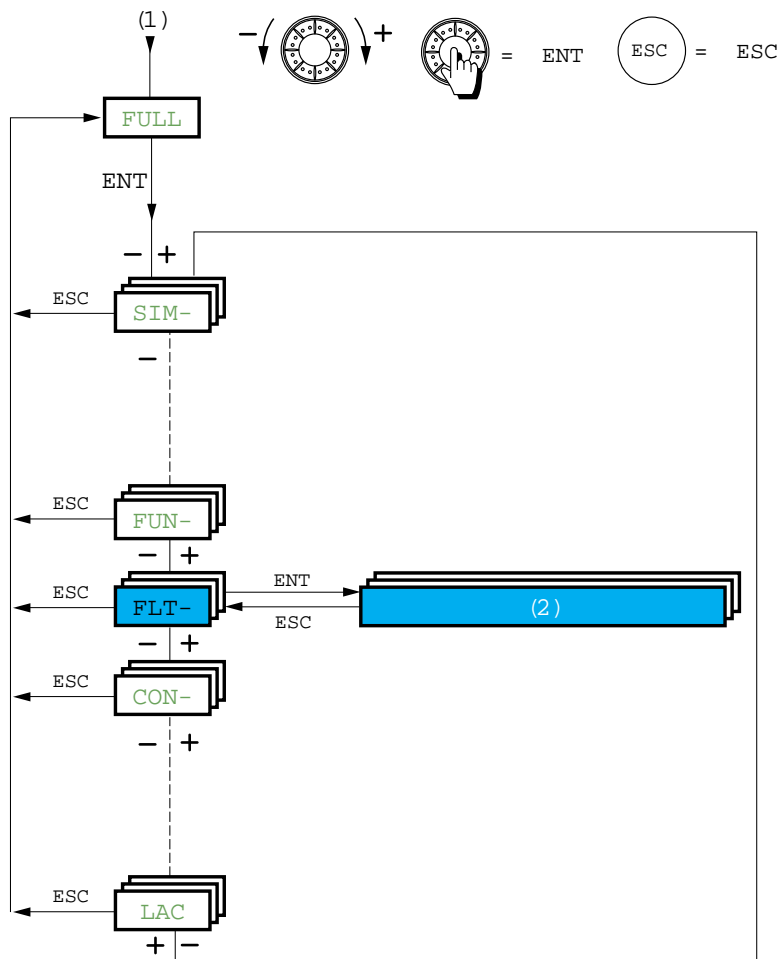 (1)
− + = ENT ESC = ESC
FULL
ENT
− +
ESC SIM-
−
ESC FUN-
− +
ENT
ESC FLT- (2)
ESC
− +
ESC CON-
− +
ESC LAC
+ −